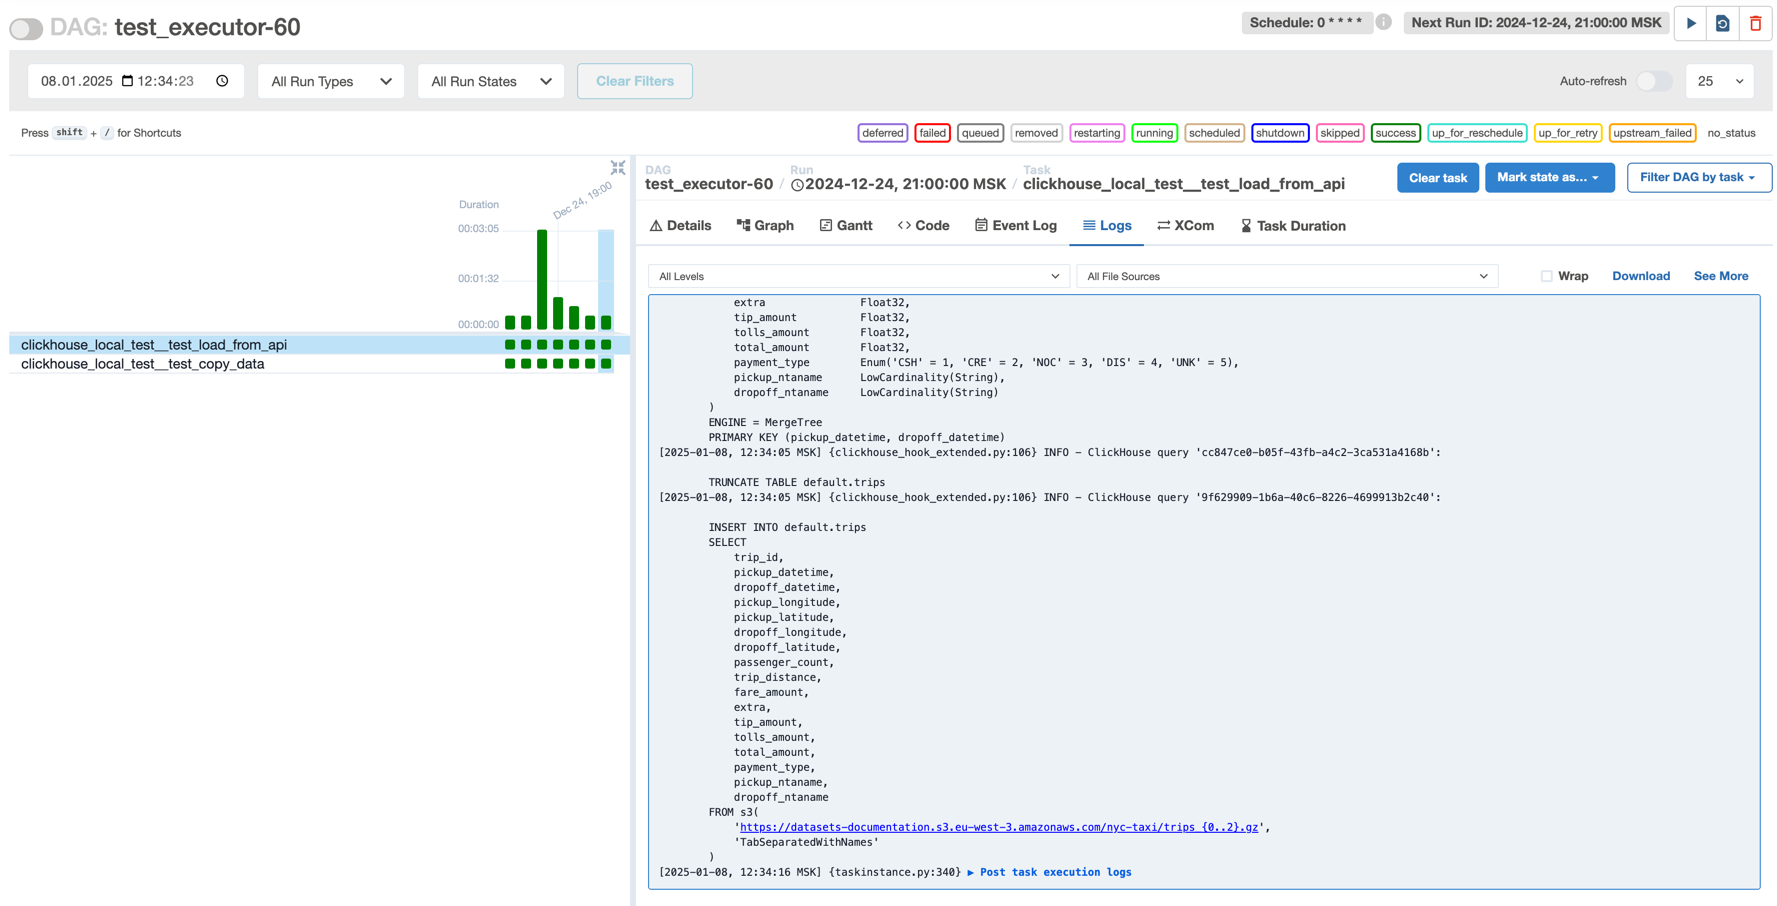 DAG: test_executor-60
Schedule: 0 * * * *
Next Run ID: 2024-12-24, 21:00:00 MSK
08.01.2025 12:34:23
All Run Types
All Run States
Clear Filters
Auto-refresh
25
Press shift + / for Shortcuts
deferred failed queued removed restarting running scheduled shutdown skipped success up_for_reschedule up_for_retry upstream_failed no_status
Dec 24, 19:00
Duration
00:03:05
00:01:32
00:00:00
clickhouse_local_test__test_load_from_api
clickhouse_local_test__test_copy_data
DAG
test_executor-60
/
Run
2024-12-24, 21:00:00 MSK
/
Task
clickhouse_local_test__test_load_from_api
Clear task
Mark state as...
Filter DAG by task
Details
Graph
Gantt
Code
Event Log
Logs
XCom
Task Duration
All Levels
All File Sources
Wrap
Download
See More
extra Float32,
tip_amount Float32,
tolls_amount Float32,
total_amount Float32,
payment_type Enum('CSH' = 1, 'CRE' = 2, 'NOC' = 3, 'DIS' = 4, 'UNK' = 5),
pickup_ntaname LowCardinality(String),
dropoff_ntaname LowCardinality(String)
)
ENGINE = MergeTree
PRIMARY KEY (pickup_datetime, dropoff_datetime)
[2025-01-08, 12:34:05 MSK] {clickhouse_hook_extended.py:106} INFO - ClickHouse query 'cc847ce0-b05f-43fb-a4c2-3ca531a4168b':
TRUNCATE TABLE default.trips
[2025-01-08, 12:34:05 MSK] {clickhouse_hook_extended.py:106} INFO - ClickHouse query '9f629909-1b6a-40c6-8226-4699913b2c40':
INSERT INTO default.trips
SELECT
trip_id,
pickup_datetime,
dropoff_datetime,
pickup_longitude,
pickup_latitude,
dropoff_longitude,
dropoff_latitude,
passenger_count,
trip_distance,
fare_amount,
extra,
tip_amount,
tolls_amount,
total_amount,
payment_type,
pickup_ntaname,
dropoff_ntaname
FROM s3(
'https://datasets-documentation.s3.eu-west-3.amazonaws.com/nyc-taxi/trips_{0..2}.gz',
'TabSeparatedWithNames'
)
[2025-01-08, 12:34:16 MSK] {taskinstance.py:340} ▶ Post task execution logs